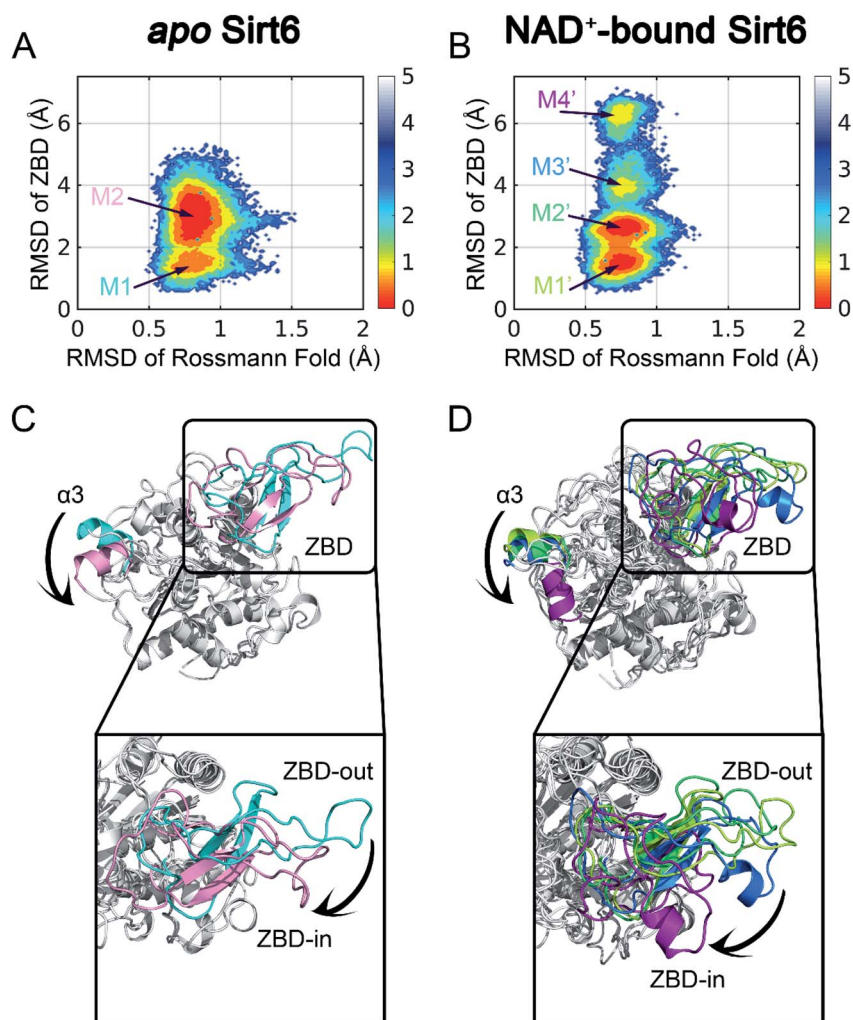 apo Sirt6
NAD⁺-bound Sirt6
A
RMSD of ZBD (Å)
6
4
2
0
M2
M1
0
0.5
1
1.5
2
RMSD of Rossmann Fold (Å)
5
4
3
2
1
0
B
RMSD of ZBD (Å)
6
4
2
0
M4'
M3'
M2'
M1'
0
0.5
1
1.5
2
RMSD of Rossmann Fold (Å)
5
4
3
2
1
0
C
α3
ZBD
ZBD-out
ZBD-in
D
α3
ZBD
ZBD-out
ZBD-in